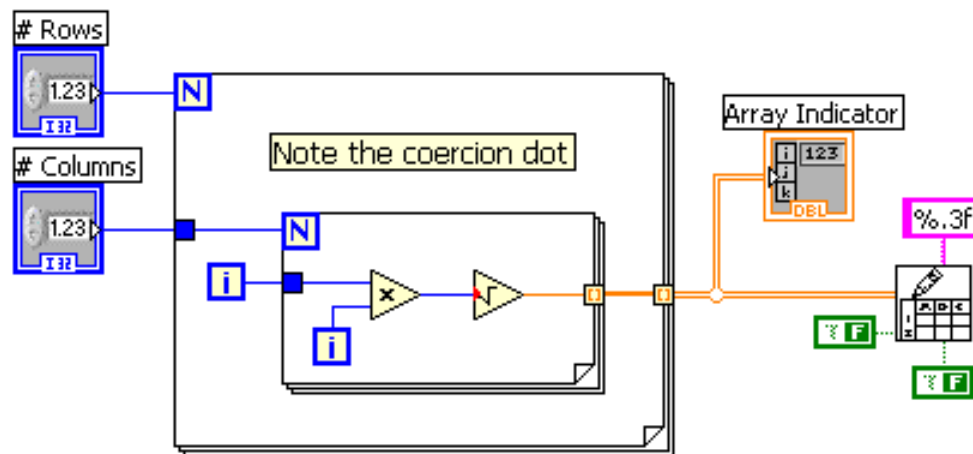 # Rows
1.23
I32
N
Note the coercion dot
Array Indicator
i
j
k
123
DBL
# Columns
1.23
I32
N
%.3f
i
x
√
i
F
F